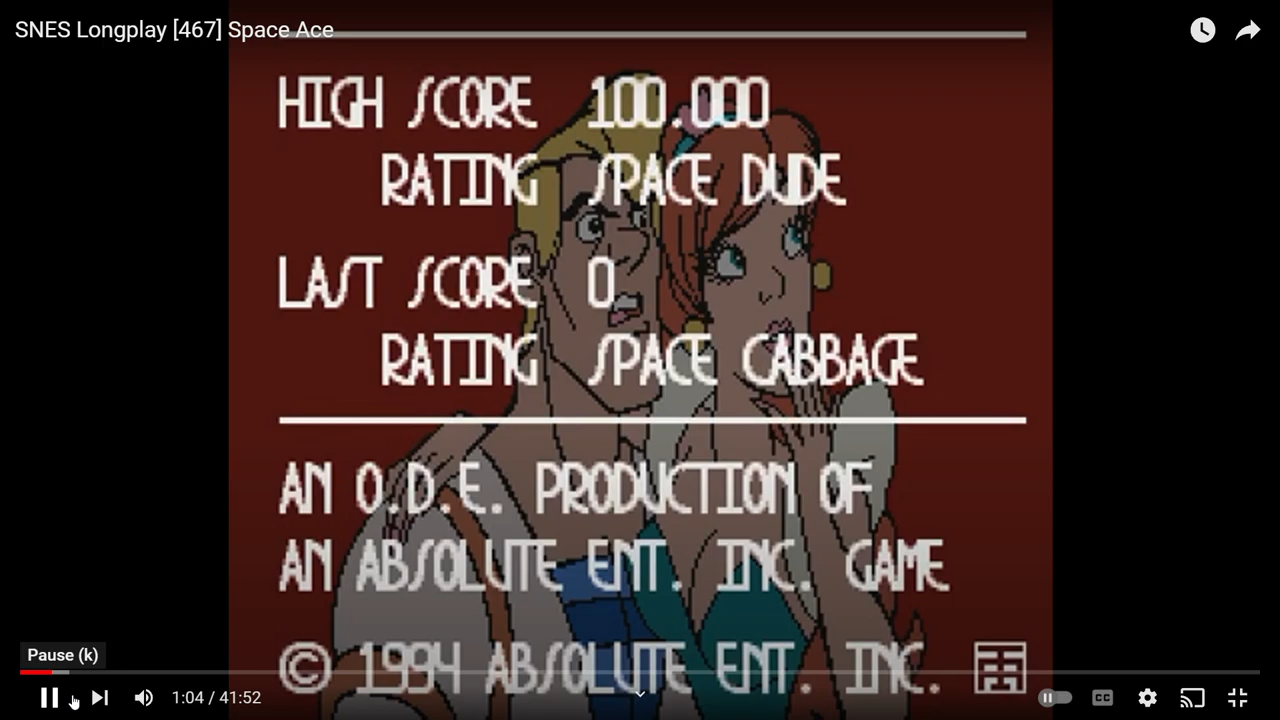 SNES Longplay [467] Space Ace
HIGH SCORE 100.000
RATING SPACE DUDE
LAST SCORE 0
RATING SPACE CABBAGE
AN O.D.E. PRODUCTION OF
AN ABSOLUTE ENT. INC. GAME
© 1994 ABSOLUTE ENT. INC.
Pause (k)
1:04 / 41:52
CC